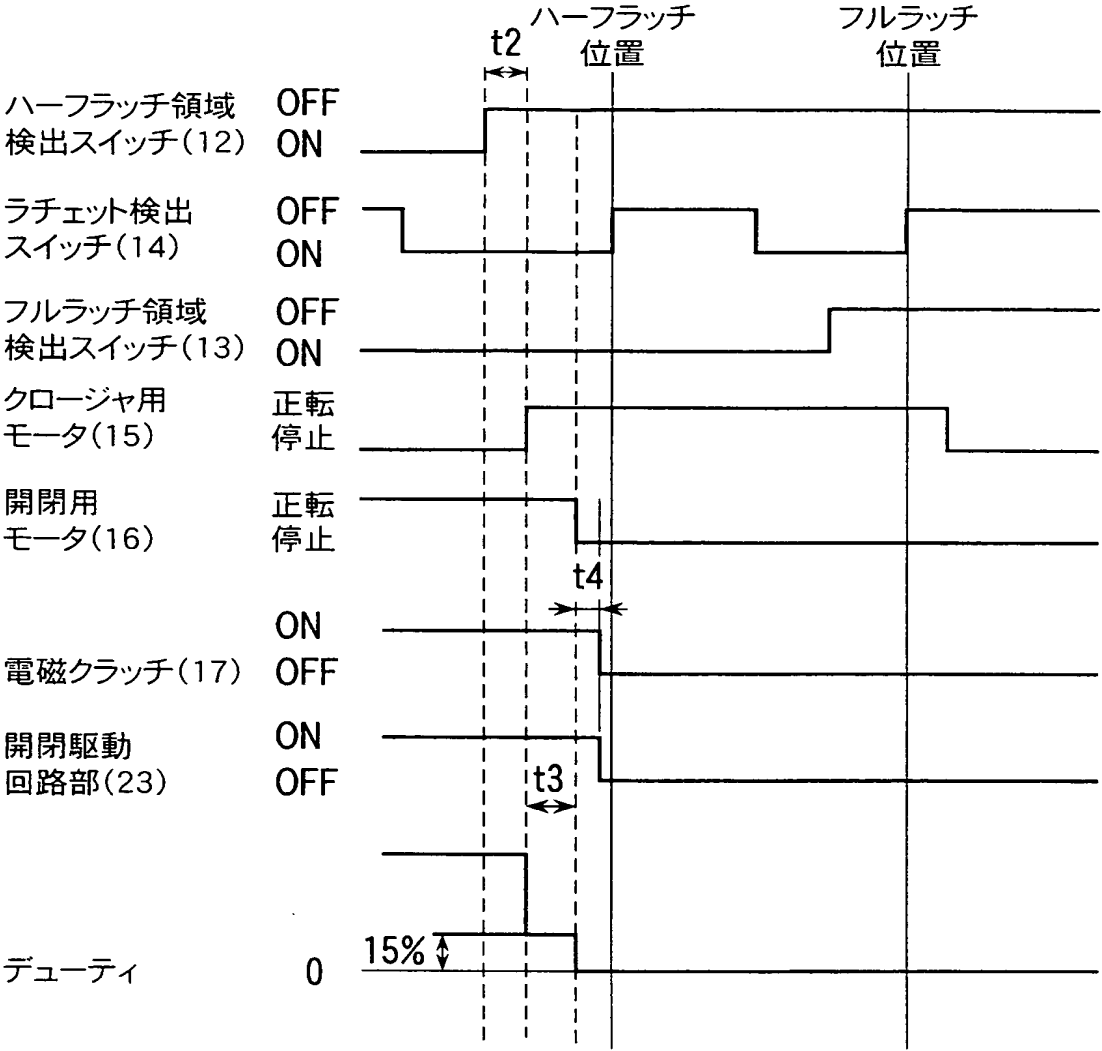 ハーフラッチ
位置
フルラッチ
位置
t2
ハーフラッチ領域
検出スイッチ(12)
OFF
ON
ラチェット検出
スイッチ(14)
OFF
ON
フルラッチ領域
検出スイッチ(13)
OFF
ON
クロージャ用
モータ(15)
正転
停止
開閉用
モータ(16)
正転
停止
t4
電磁クラッチ(17)
ON
OFF
開閉駆動
回路部(23)
ON
OFF
t3
15%
デューティ
0